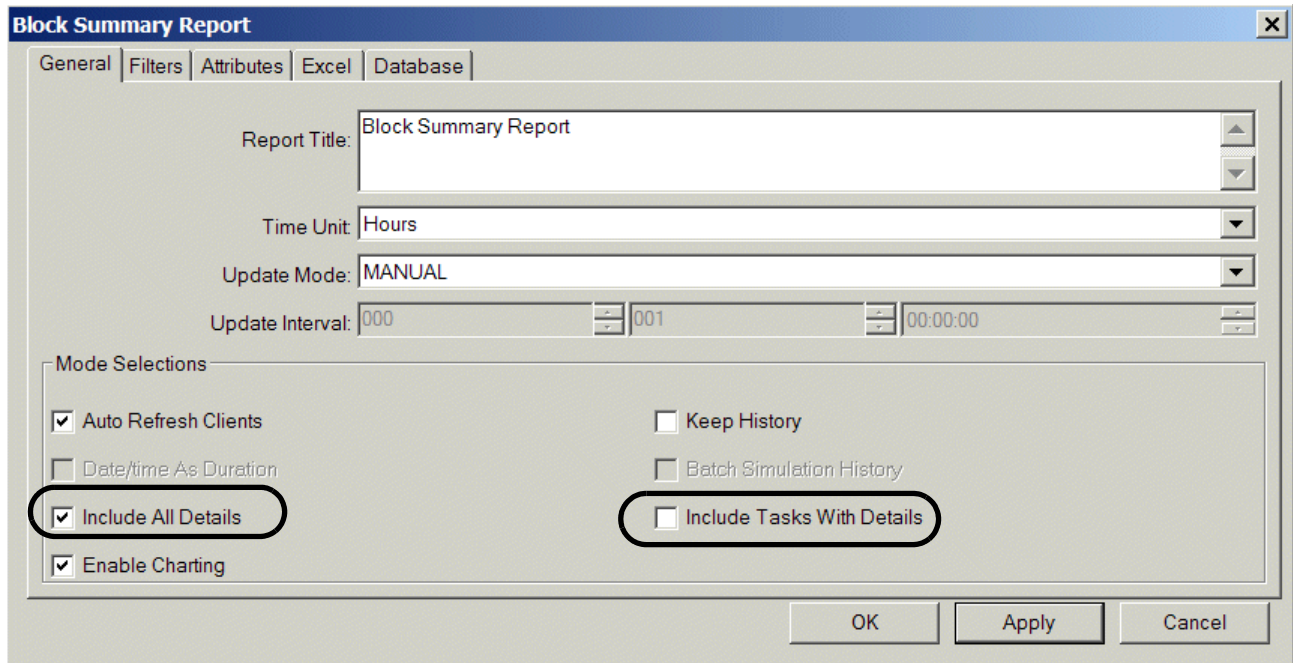 Block Summary Report
General Filters Attributes Excel Database
Report Title: Block Summary Report
Time Unit: Hours
Update Mode: MANUAL
Update Interval: 000 001 00:00:00
Mode Selections
Auto Refresh Clients Keep History
Date/time As Duration Batch Simulation History
Include All Details Include Tasks With Details
Enable Charting
OK Apply Cancel